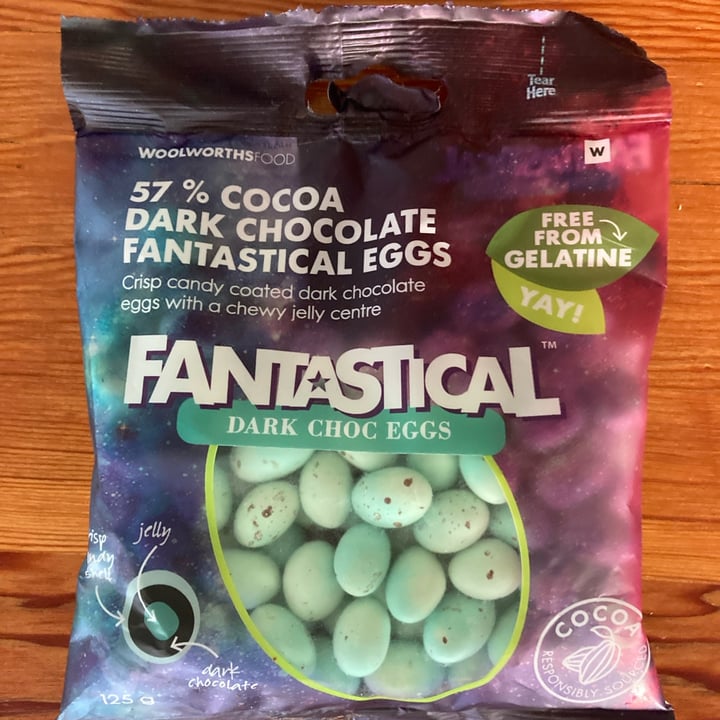 Tear
Here
WOOLWORTHSFOOD
W
57 % COCOA
DARK CHOCOLATE
FANTASTICAL EGGS
Crisp candy coated dark chocolate
eggs with a chewy jelly centre
FREE
FROM
GELATINE
YAY!
FANTASTICAL™
DARK CHOC EGGS
jelly
shell
dark
chocolate
125 g
COCOA
RESPONSIBLY